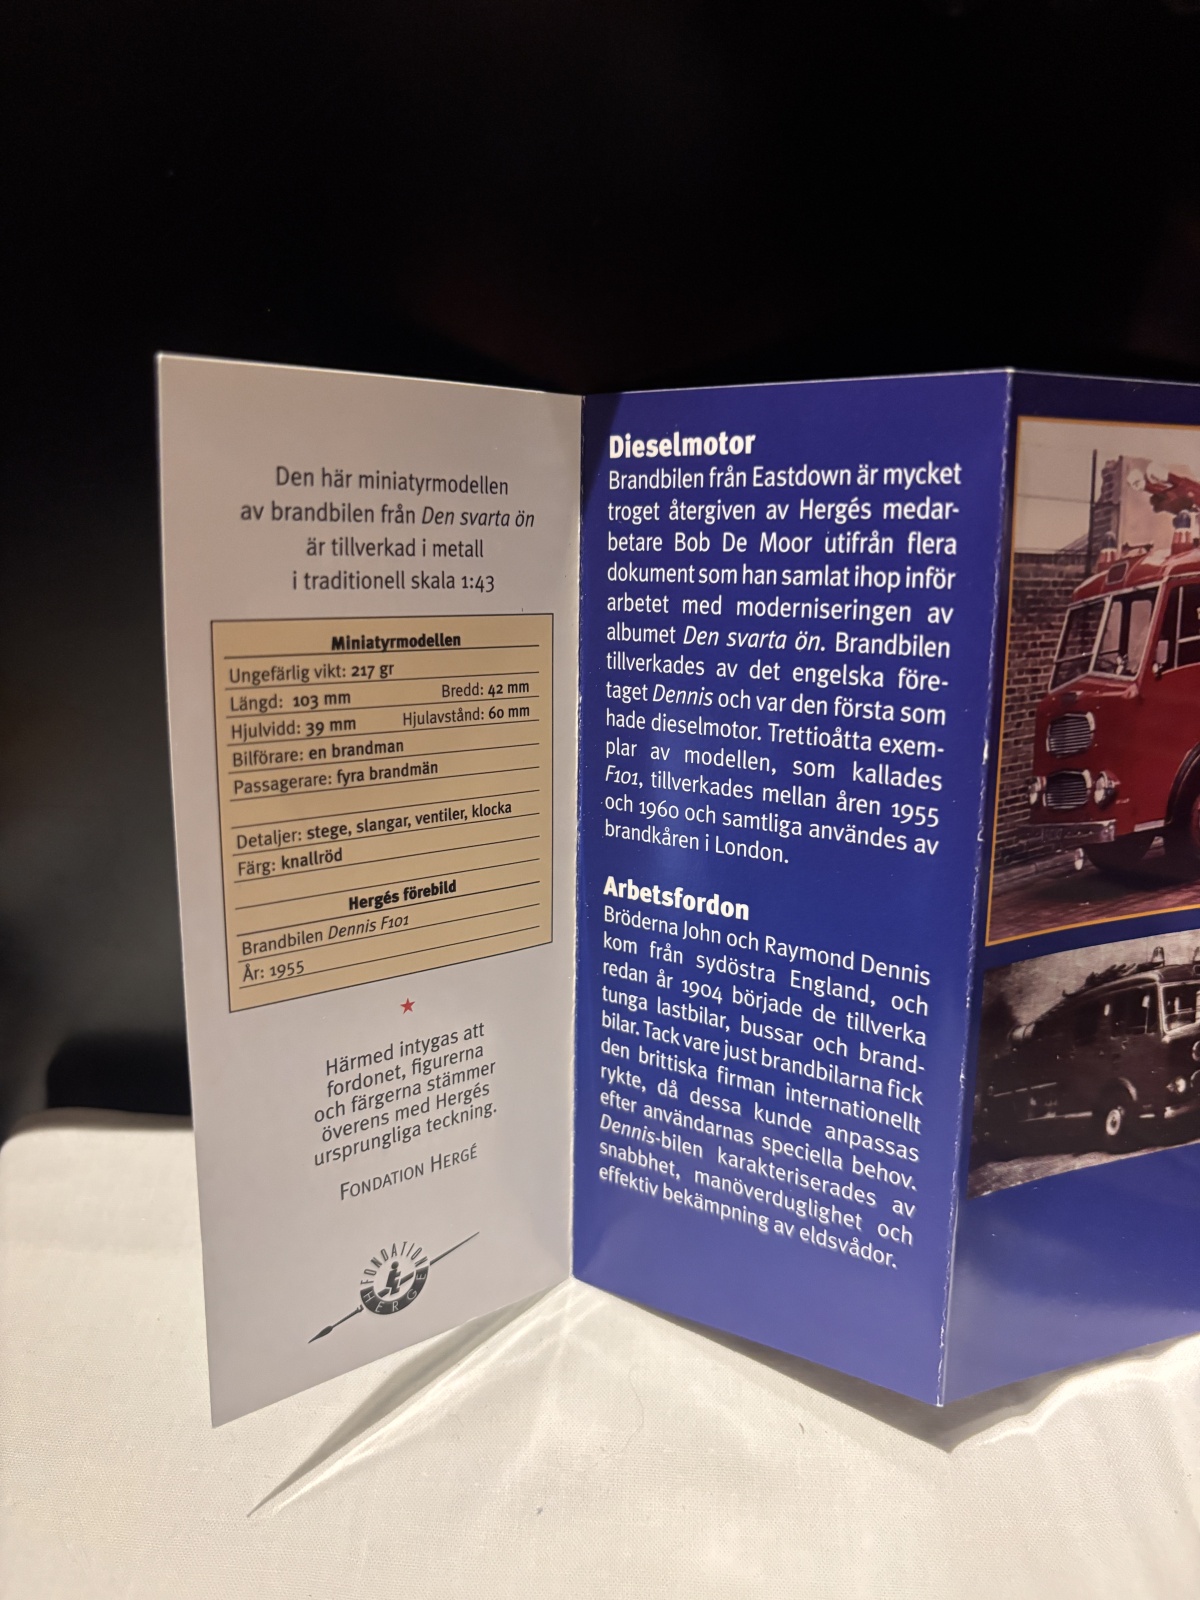 Den här miniatyrmodellen
av brandbilen från Den svarta ön
är tillverkad i metall
i traditionell skala 1:43
Miniatyrmodellen
Ungefärlig vikt: 217 gr
Längd: 103 mm Bredd: 42 mm
Hjulvidd: 39 mm Hjulavstånd: 60 mm
Bilförare: en brandman
Passagerare: fyra brandmän
Detaljer: stege, slangar, ventiler, klocka
Färg: knallröd
Hergés förebild
Brandbilen Dennis F101
År: 1955
Härmed intygas att
fordonet, figurerna
och färgerna stämmer
överens med Hergés
ursprungliga teckning.
FONDATION HERGÉ
FONDATION
HERGÉ
Dieselmotor
Brandbilen från Eastdown är mycket
troget återgiven av Hergés medar-
betare Bob De Moor utifrån flera
dokument som han samlat ihop inför
arbetet med moderniseringen av
albumet Den svarta ön. Brandbilen
tillverkades av det engelska före-
taget Dennis och var den första som
hade dieselmotor. Trettioåtta exem-
plar av modellen, som kallades
F101, tillverkades mellan åren 1955
och 1960 och samtliga användes av
brandkåren i London.
Arbetsfordon
Bröderna John och Raymond Dennis
kom från sydöstra England, och
redan år 1904 började de tillverka
tunga lastbilar, bussar och brand-
bilar. Tack vare just brandbilarna fick
den brittiska firman internationellt
rykte, då dessa kunde anpassas
efter användarnas speciella behov.
Dennis-bilen karakteriserades av
snabbhet, manöverduglighet och
effektiv bekämpning av eldsvådor.